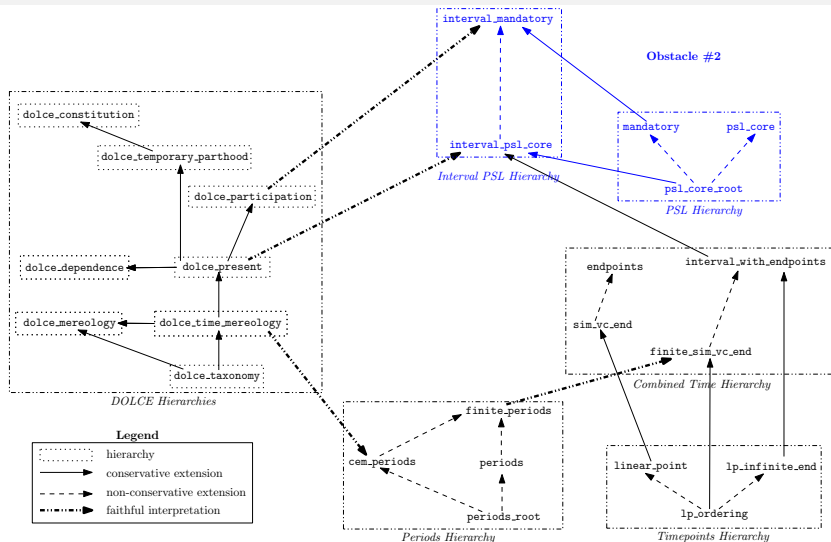 interval_mandatory
Obstacle #2
dolce_constitution
mandatory
psl_core
interval_psl_core
dolce_temporary_parthood
Interval PSL Hierarchy
dolce_participation
psl_core_root
PSL Hierarchy
dolce_dependence
dolce_present
endpoints
interval_with_endpoints
dolce_mereology
dolce_time_mereology
sim_vc_end
finite_sim_vc_end
dolce_taxonomy
Combined Time Hierarchy
DOLCE Hierarchies
finite_periods
Legend
hierarchy
conservative extension
non-conservative extension
faithful interpretation
cem_periods
periods
linear_point
lp_infinite_end
periods_root
lp_ordering
Periods Hierarchy
Timepoints Hierarchy